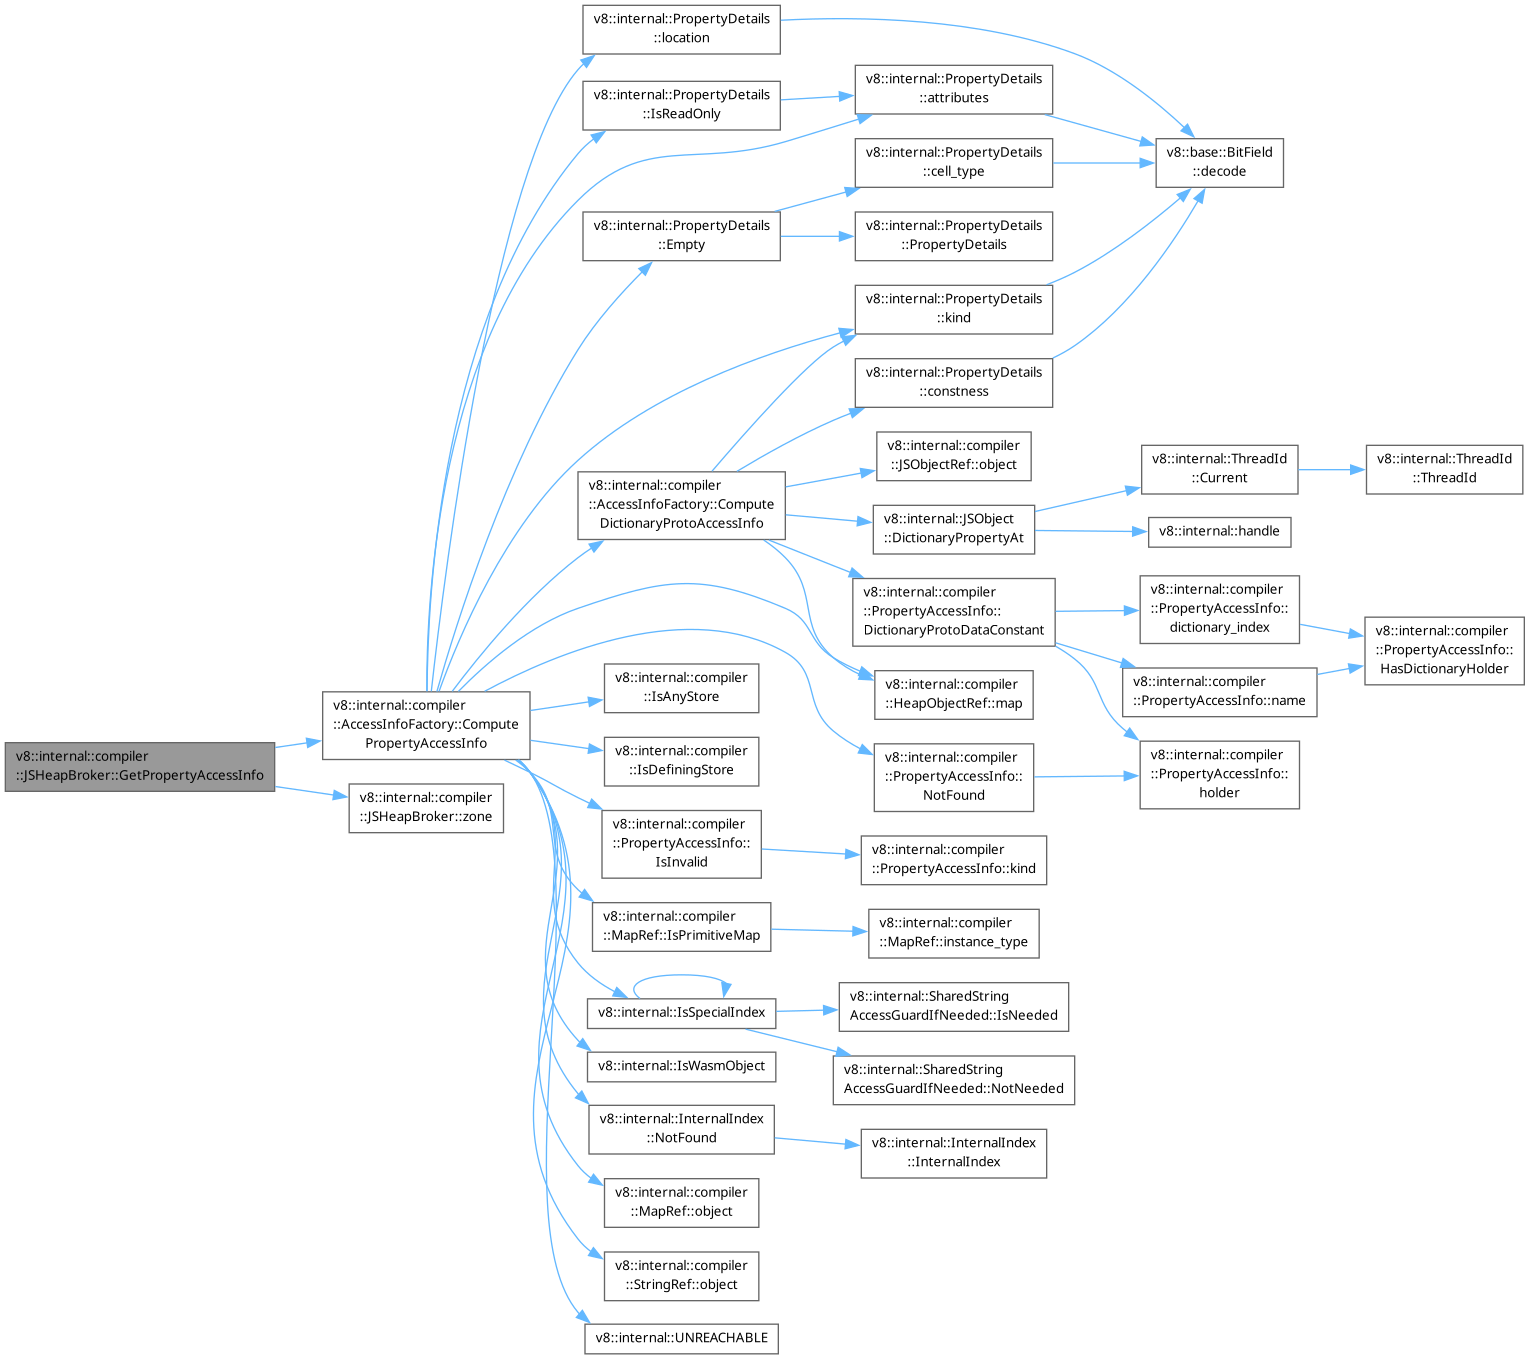 v8::internal::compiler
::JSHeapBroker::GetPropertyAccessInfo
v8::internal::compiler
::AccessInfoFactory::Compute
PropertyAccessInfo
v8::internal::compiler
::JSHeapBroker::zone
v8::internal::PropertyDetails
::location
v8::internal::PropertyDetails
::IsReadOnly
v8::internal::PropertyDetails
::Empty
v8::internal::compiler
::AccessInfoFactory::Compute
DictionaryProtoAccessInfo
v8::internal::compiler
::IsAnyStore
v8::internal::compiler
::IsDefiningStore
v8::internal::compiler
::PropertyAccessInfo::
IsInvalid
v8::internal::compiler
::MapRef::IsPrimitiveMap
v8::internal::IsSpecialIndex
v8::internal::IsWasmObject
v8::internal::InternalIndex
::NotFound
v8::internal::compiler
::MapRef::object
v8::internal::compiler
::StringRef::object
v8::internal::UNREACHABLE
v8::internal::PropertyDetails
::attributes
v8::internal::PropertyDetails
::cell_type
v8::internal::PropertyDetails
::PropertyDetails
v8::internal::PropertyDetails
::kind
v8::internal::PropertyDetails
::constness
v8::internal::compiler
::JSObjectRef::object
v8::internal::JSObject
::DictionaryPropertyAt
v8::internal::compiler
::PropertyAccessInfo::
DictionaryProtoDataConstant
v8::internal::compiler
::HeapObjectRef::map
v8::internal::compiler
::PropertyAccessInfo::
NotFound
v8::internal::compiler
::PropertyAccessInfo::kind
v8::internal::compiler
::MapRef::instance_type
v8::internal::SharedString
AccessGuardIfNeeded::IsNeeded
v8::internal::SharedString
AccessGuardIfNeeded::NotNeeded
v8::internal::InternalIndex
::InternalIndex
v8::base::BitField
::decode
v8::internal::ThreadId
::Current
v8::internal::handle
v8::internal::compiler
::PropertyAccessInfo::
dictionary_index
v8::internal::compiler
::PropertyAccessInfo::name
v8::internal::compiler
::PropertyAccessInfo::
holder
v8::internal::ThreadId
::ThreadId
v8::internal::compiler
::PropertyAccessInfo::
HasDictionaryHolder